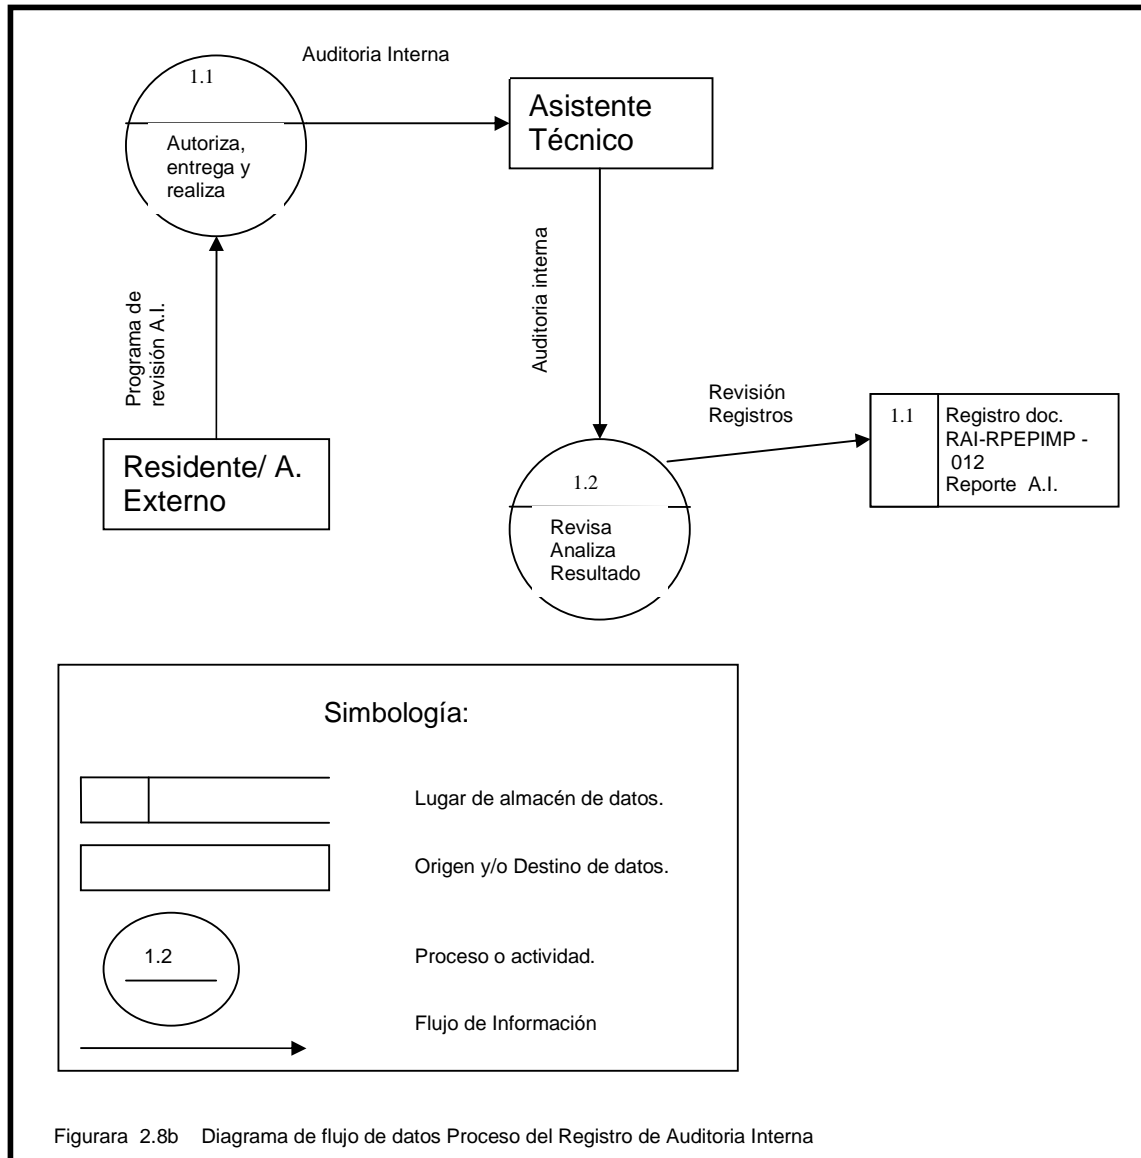 Auditoria Interna
1.1
Autoriza,
entrega y
realiza
Asistente
Técnico
Programa de
revisión A.I.
Auditoria interna
Residente/ A.
Externo
Revisión
Registros
1.2
Revisa
Analiza
Resultado
1.1
Registro doc.
RAI-RPEPIMP -
012
Reporte A.I.
Simbología:
Lugar de almacén de datos.
Origen y/o Destino de datos.
1.2
Proceso o actividad.
Flujo de Información
Figurara 2.8b Diagrama de flujo de datos Proceso del Registro de Auditoria Interna